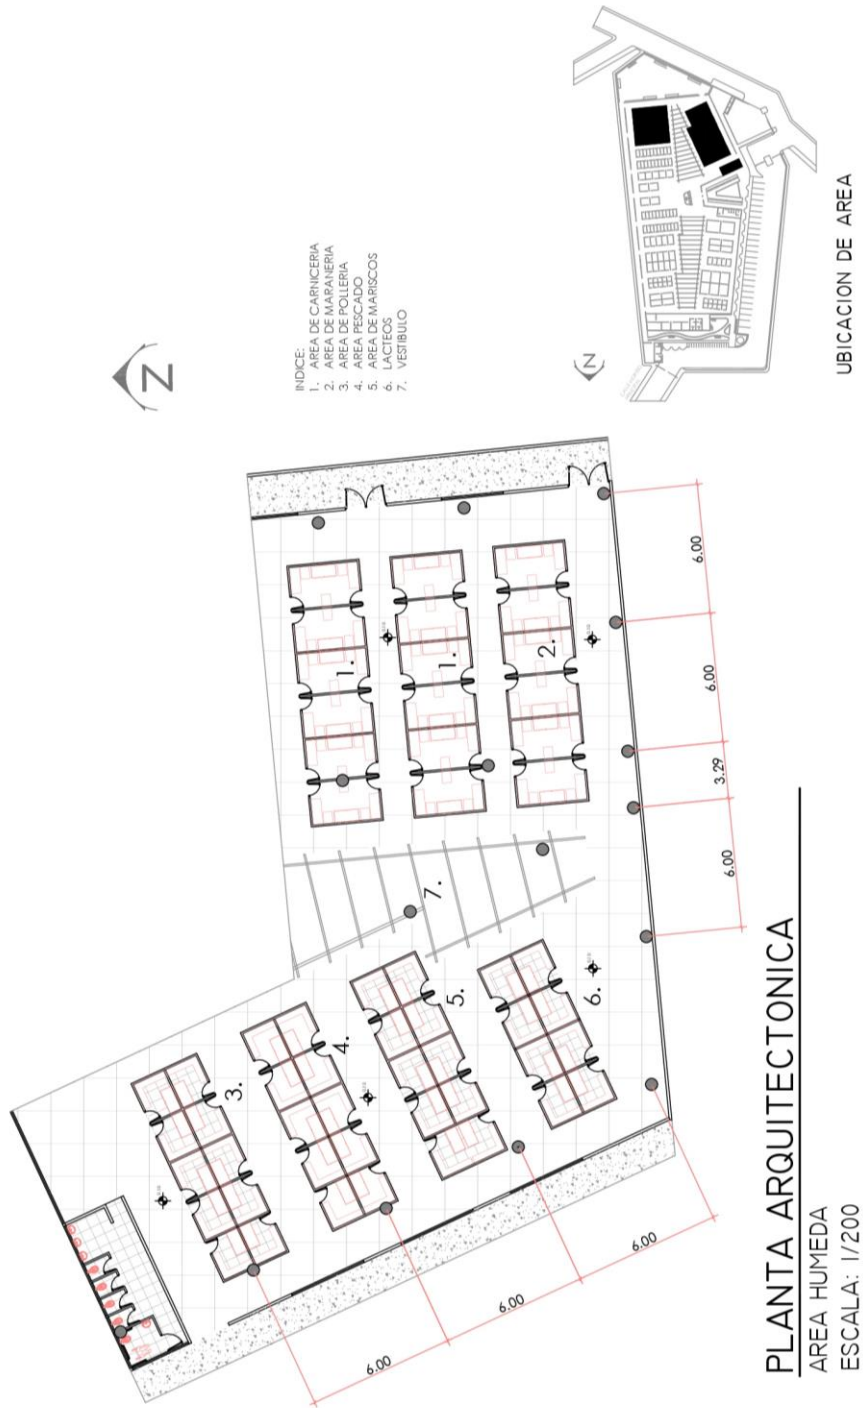 PLANTA ARQUITECTONICA
AREA HUMEDA
ESCALA: 1/200
6.00
6.00
6.00
6.00
3.29
6.00
6.00
3.
4.
5.
6.
7.
1.
1.
2.
N
INDICE:
1. AREA DE CARNICERIA
2. AREA DE MARANERIA
3. AREA DE POLLERIA
4. AREA PESCADO
5. AREA DE MARISCOS
6. LACTEOS
7. VESTIBULO
N
UBICACION DE AREA